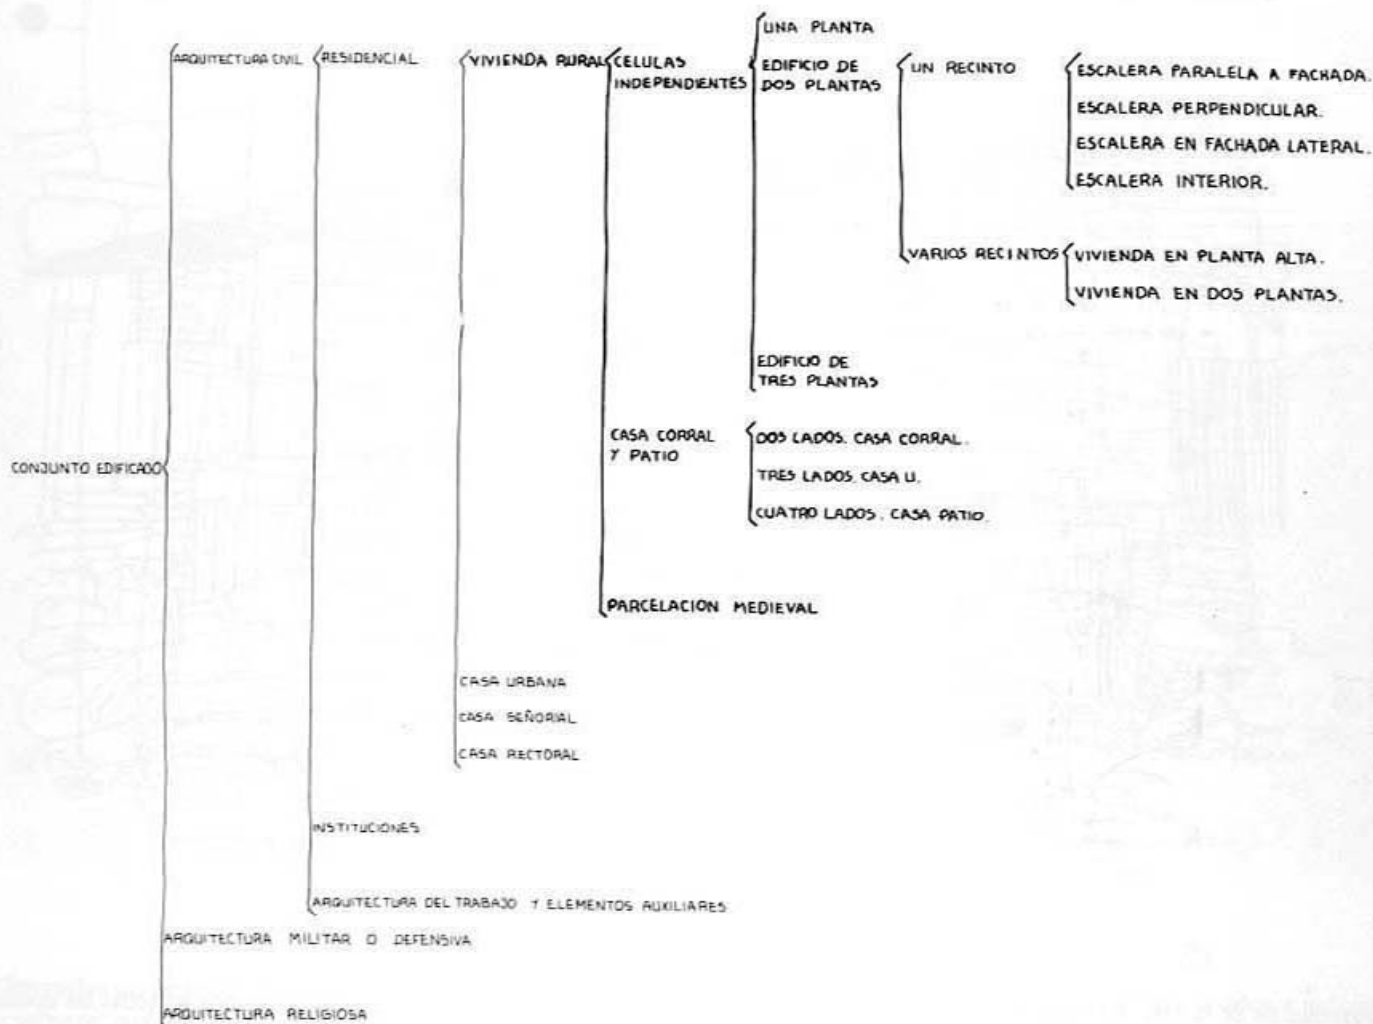 UNA PLANTA
ARQUITECTURA CIVIL
RESIDENCIAL
VIVIENDA RURAL
CELULAS
INDEPENDIENTES
EDIFICIO DE
DOS PLANTAS
UN RECINTO
ESCALERA PARALELA A FACHADA.
ESCALERA PERPENDICULAR.
ESCALERA EN FACHADA LATERAL.
ESCALERA INTERIOR.
VARIOS RECINTOS
VIVIENDA EN PLANTA ALTA.
VIVIENDA EN DOS PLANTAS.
EDIFICIO DE
TRES PLANTAS
CASA CORRAL
Y PATIO
DOS LADOS. CASA CORRAL.
TRES LADOS. CASA U.
CUATRO LADOS. CASA PATIO.
CONJUNTO EDIFICADO
PARCELACION MEDIEVAL
CASA URBANA
CASA SEÑORIAL
CASA RECTORAL
INSTITUCIONES
ARQUITECTURA DEL TRABAJO Y ELEMENTOS AUXILIARES
ARQUITECTURA MILITAR O DEFENSIVA
ARQUITECTURA RELIGIOSA